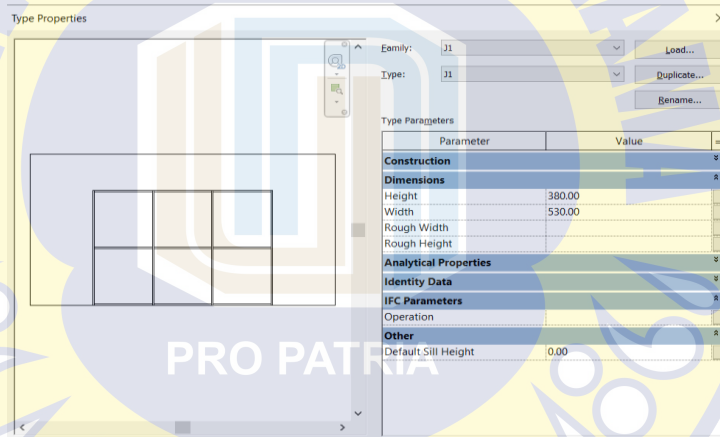 Type Properties
Family: J1 Load...
Type: J1 Duplicate...
Rename...
Type Parameters
Parameter Value =
Construction
Dimensions
Height 380.00
Width 530.00
Rough Width
Rough Height
Analytical Properties
Identity Data
IFC Parameters
Operation
Other
Default Sill Height 0.00
PRO PATRIA